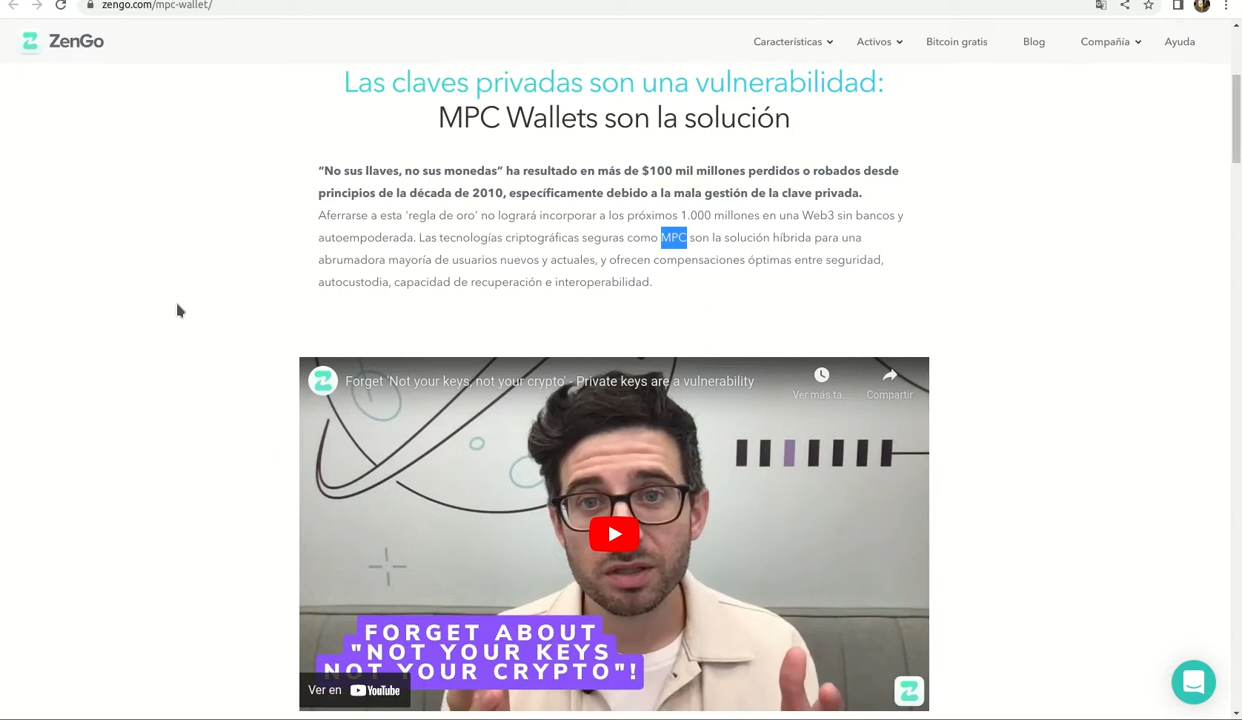 zengo.com/mpc-wallet/
ZenGo
Características
Activos
Bitcoin gratis
Blog
Compañía
Ayuda
Las claves privadas son una vulnerabilidad:
MPC Wallets son la solución
“No sus llaves, no sus monedas” ha resultado en más de $100 mil millones perdidos o robados desde
principios de la década de 2010, específicamente debido a la mala gestión de la clave privada.
Aferrarse a esta 'regla de oro' no logrará incorporar a los próximos 1.000 millones en una Web3 sin bancos y
autoempoderada. Las tecnologías criptográficas seguras como MPC son la solución híbrida para una
abrumadora mayoría de usuarios nuevos y actuales, y ofrecen compensaciones óptimas entre seguridad,
autocustodia, capacidad de recuperación e interoperabilidad.
Forget 'Not your keys, not your crypto' - Private keys are a vulnerability
Ver más ta...
Compartir
FORGET ABOUT
"NOT YOUR KEYS
NOT YOUR CRYPTO"!
Ver en YouTube